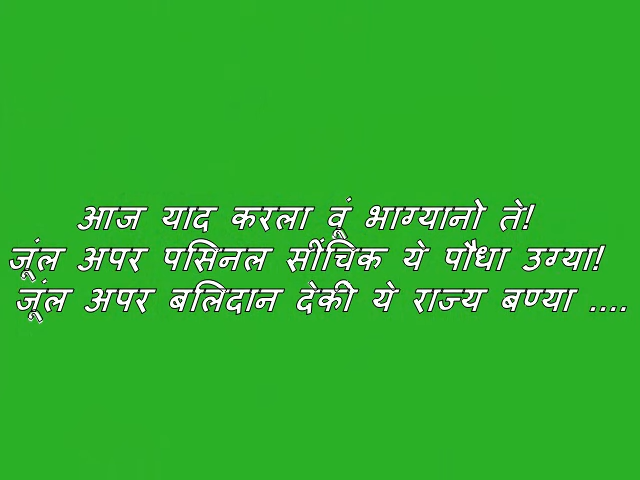 आज याद करला वूं भाग्यानो ते!
जूंल अपर पसिनल सींचिक ये पौधा उग्या!
जूंल अपर बलिदान देकी ये राज्य बण्या ....